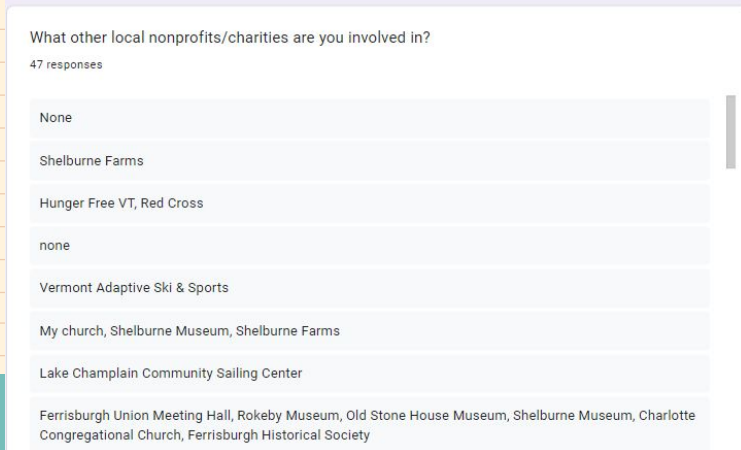 What other local nonprofits/charities are you involved in?
47 responses
None
Shelburne Farms
Hunger Free VT, Red Cross
none
Vermont Adaptive Ski & Sports
My church, Shelburne Museum, Shelburne Farms
Lake Champlain Community Sailing Center
Ferrisburgh Union Meeting Hall, Rokeby Museum, Old Stone House Museum, Shelburne Museum, Charlotte
Congregational Church, Ferrisburgh Historical Society